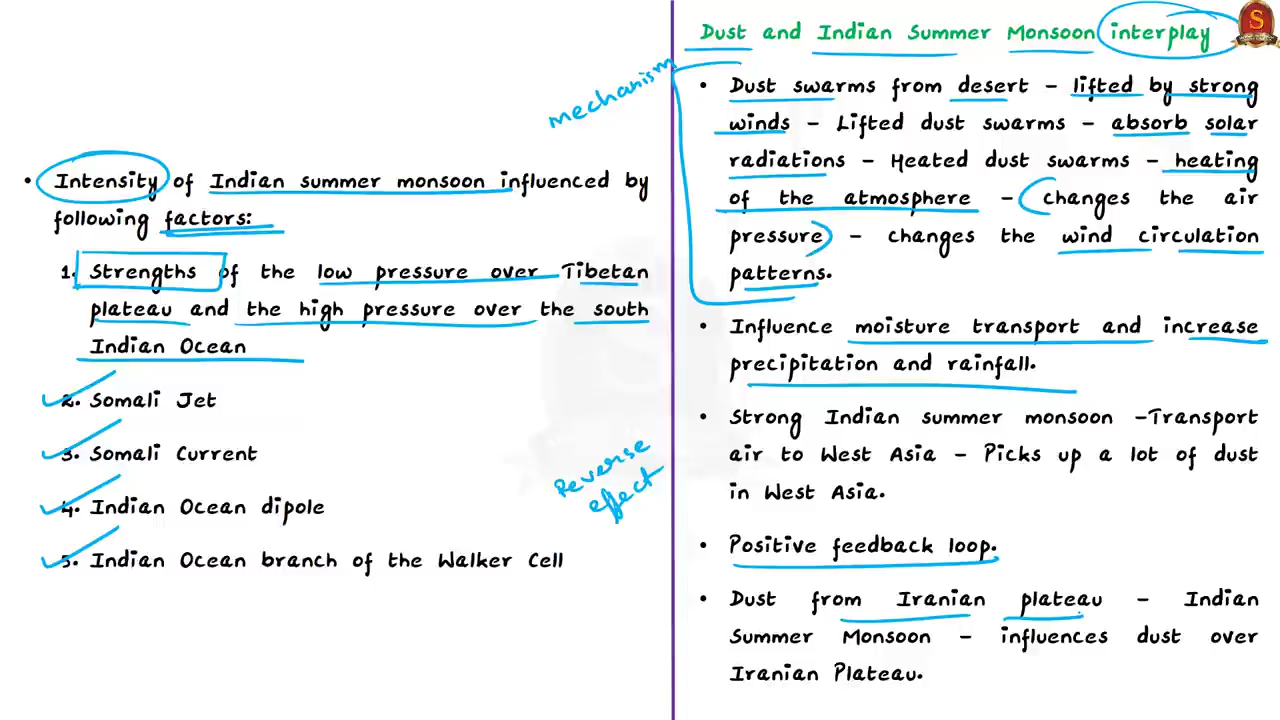 • Intensity of Indian summer monsoon influenced by
following factors:
1. Strengths of the low pressure over Tibetan
plateau and the high pressure over the south
Indian Ocean
2. Somali Jet
3. Somali Current
4. Indian Ocean dipole
5. Indian Ocean branch of the Walker Cell
mechanism
Reverse
effect
Dust and Indian Summer Monsoon interplay
• Dust swarms from desert – lifted by strong
winds – Lifted dust swarms – absorb solar
radiations – Heated dust swarms – heating
of the atmosphere – changes the air
pressure – changes the wind circulation
patterns.
• Influence moisture transport and increase
precipitation and rainfall.
• Strong Indian summer monsoon –Transport
air to West Asia – Picks up a lot of dust
in West Asia.
• Positive feedback loop.
• Dust from Iranian plateau – Indian
Summer Monsoon – influences dust over
Iranian Plateau.
S